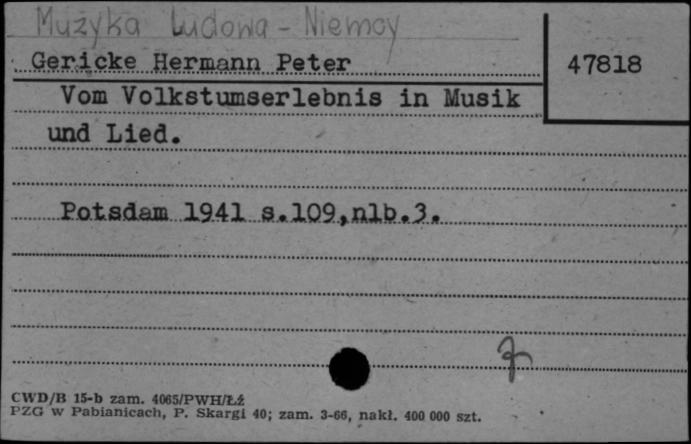 Muzyka Ludowa - Niemcy
Gericke Hermann Peter
47818
Vom Volkstumserlebnis in Musik
und Lied.
Potsdam 1941 s.109,nlb.3.
CWD/B 15-b zam. 4065/PWH/Łź
PZG w Pabianicach, P. Skargi 40; zam. 3-66, nakł. 400 000 szt.